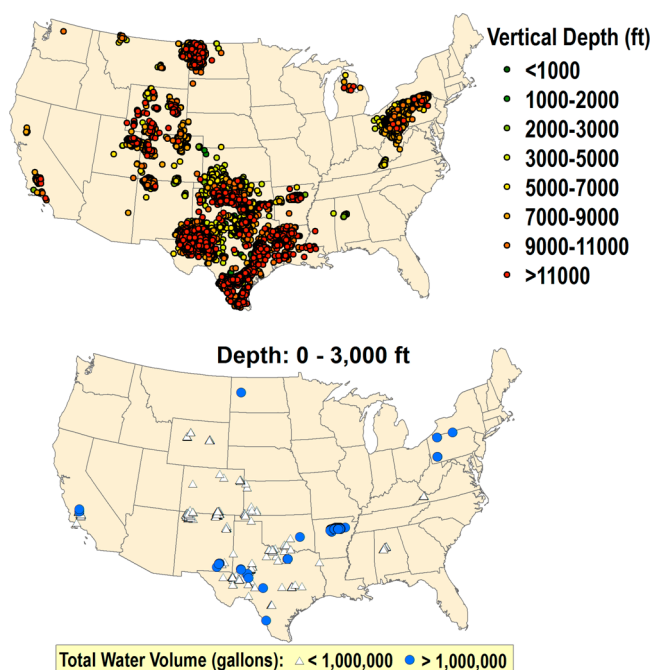 Vertical Depth (ft)
<1000
1000-2000
2000-3000
3000-5000
5000-7000
7000-9000
9000-11000
>11000
Depth: 0 - 3,000 ft
Total Water Volume (gallons): < 1,000,000 > 1,000,000